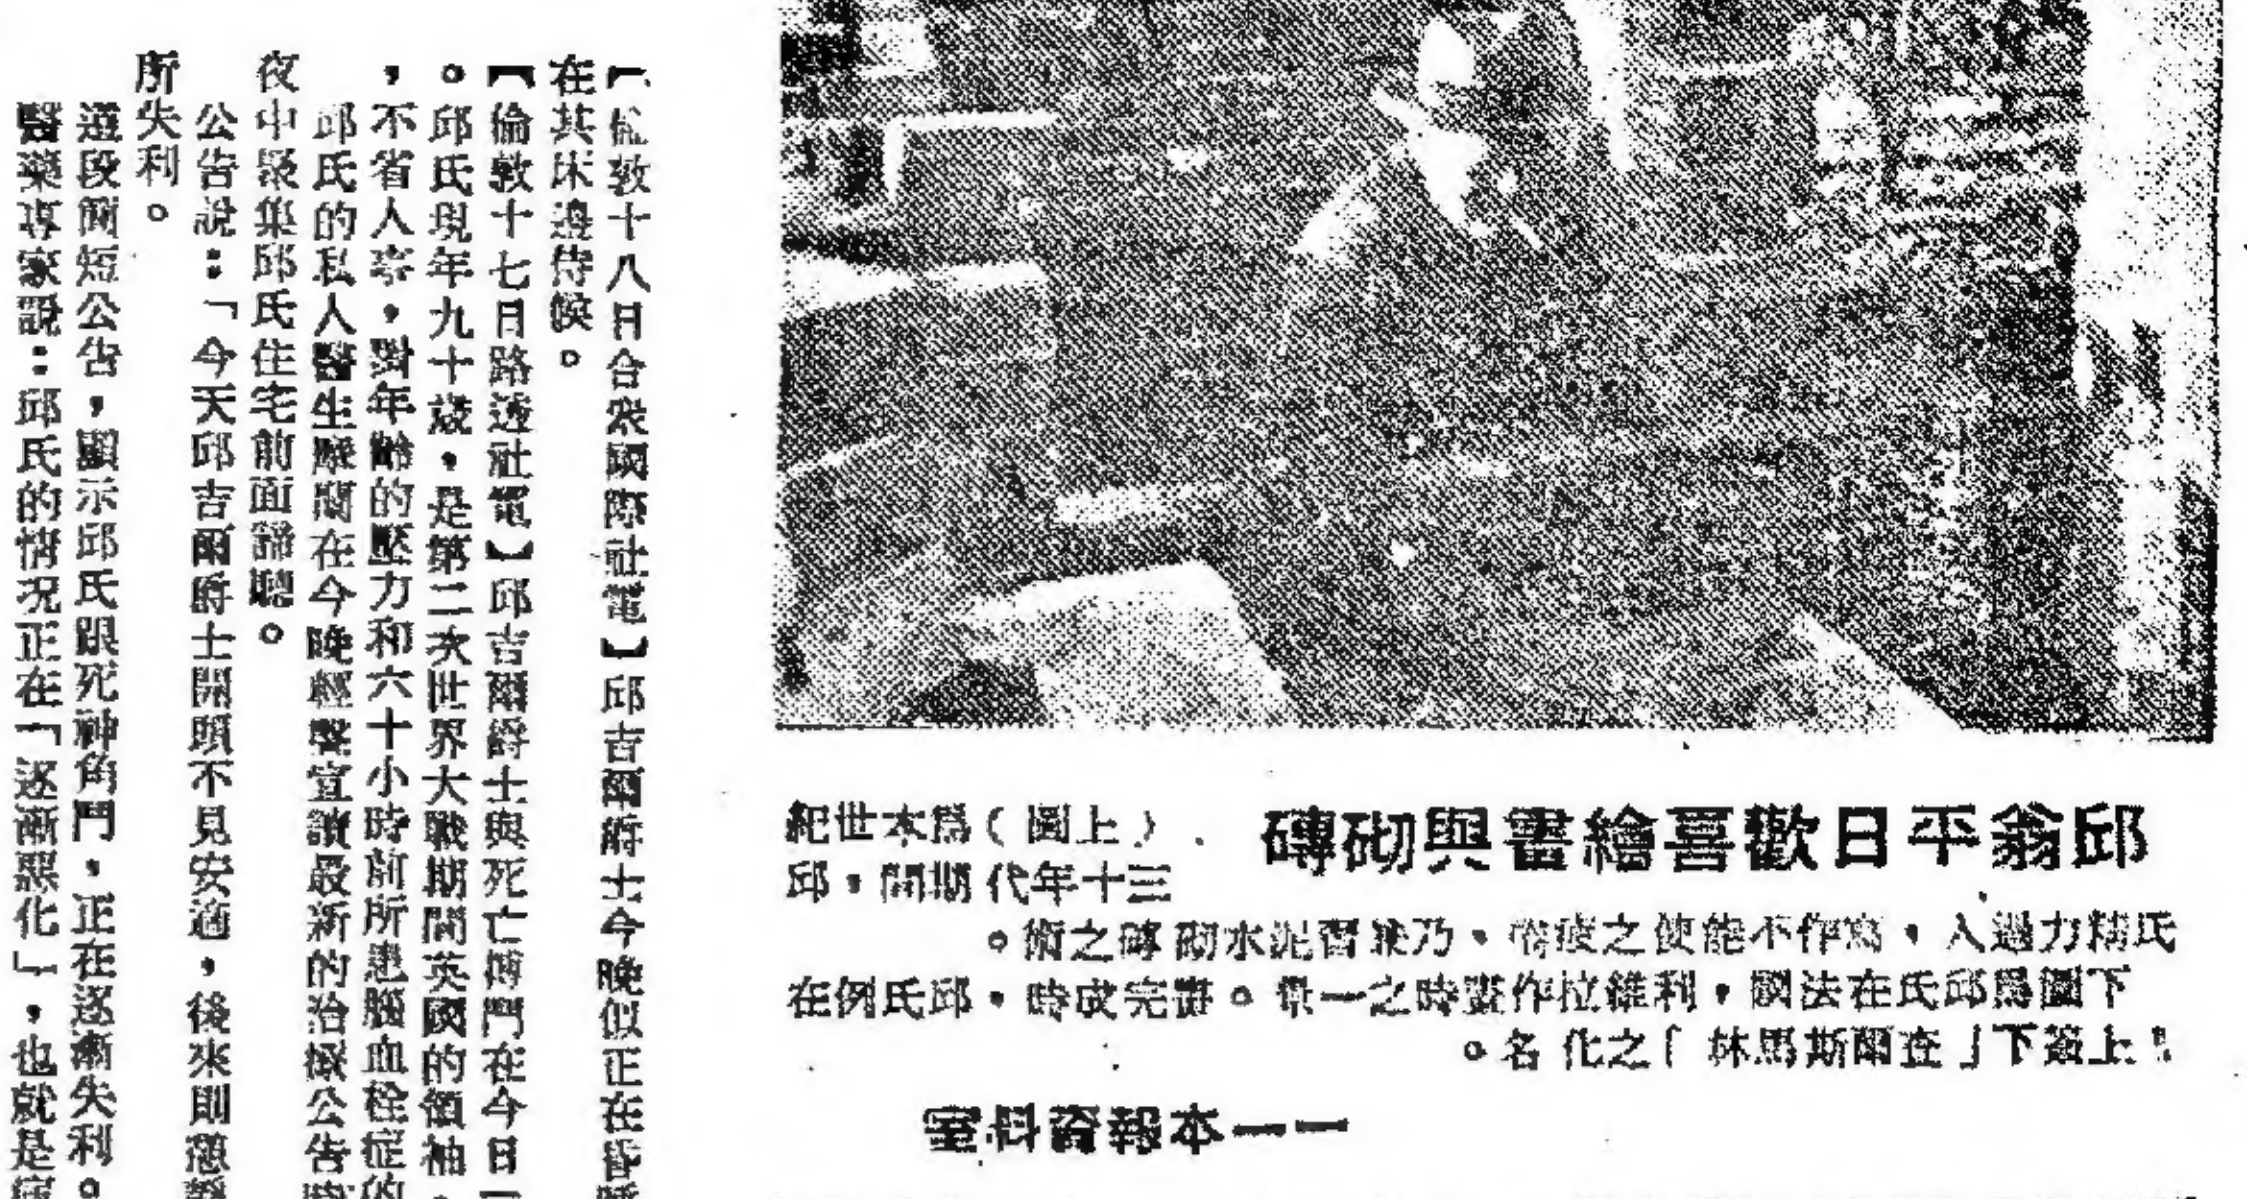 【倫敦十八日合衆國際社電】邱吉爾爵士今晚似正在昏睡
在其床邊侍候。
【倫敦十七日路透社電】邱吉爾爵士與死亡搏鬥在今日
。邱氏現年九十歲，是第二次世界大戰期間英國的領袖，
，不省人事，對年齡的壓力和六十小時前所患腦血栓症的
邱氏的私人醫生 在今晚輕聲宣讀最新的治療公告時
夜中聚集邱氏住宅前面諦聽。
公告說：「今天邱吉爾爵士開頭不見安適，後來則憩靜
所失利。
這段簡短公告，顯示邱氏跟死神角鬥，正在逐漸失利。
醫藥專家說：邱氏的情況正在「逐漸惡化」，也就是症
邱翁平日歡喜繪畫與砌磚
（上圖）爲本世紀
三十年代期間，邱
氏精力過人，寫作不能使之疲倦，乃兼習泥水砌磚之術。
下圖爲邱氏在法國，利維拉作畫時之一景。畫完成時，邱氏例在
上簽下「查爾斯馬林」之化名。
——本報資料室